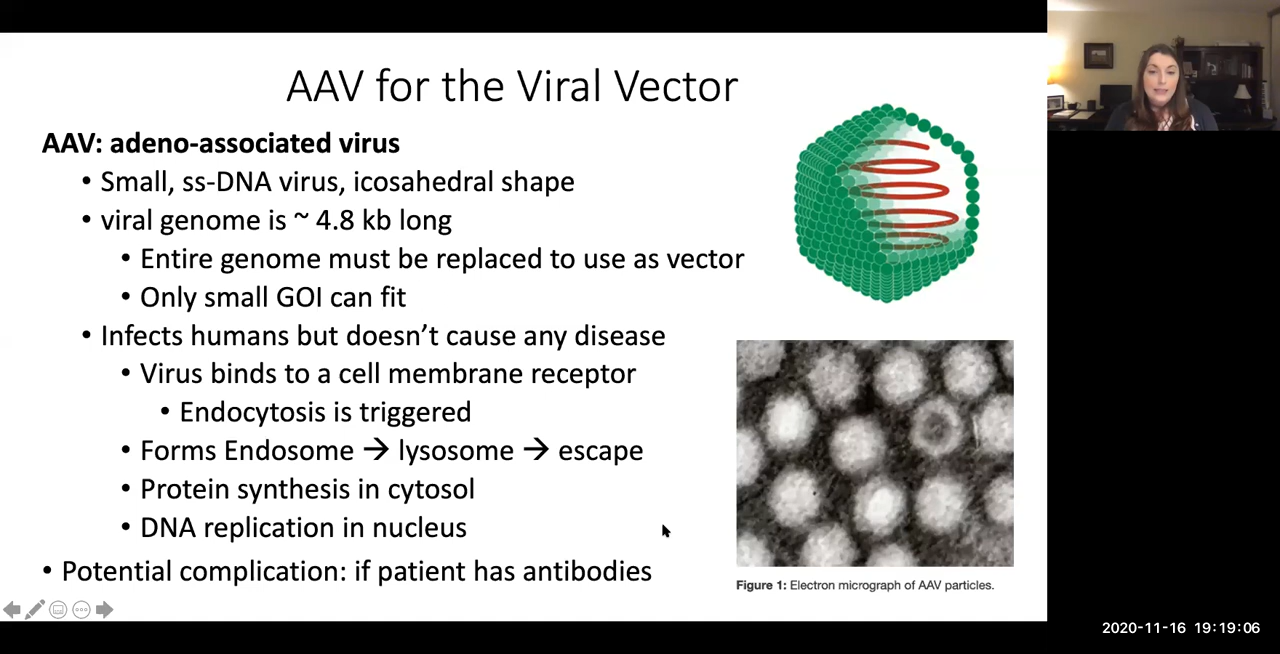 AAV for the Viral Vector
AAV: adeno-associated virus
• Small, ss-DNA virus, icosahedral shape
• viral genome is ~ 4.8 kb long
• Entire genome must be replaced to use as vector
• Only small GOI can fit
• Infects humans but doesn't cause any disease
• Virus binds to a cell membrane receptor
• Endocytosis is triggered
• Forms Endosome → lysosome → escape
• Protein synthesis in cytosol
• DNA replication in nucleus
• Potential complication: if patient has antibodies
Figure 1: Electron micrograph of AAV particles.
2020-11-16 19:19:06